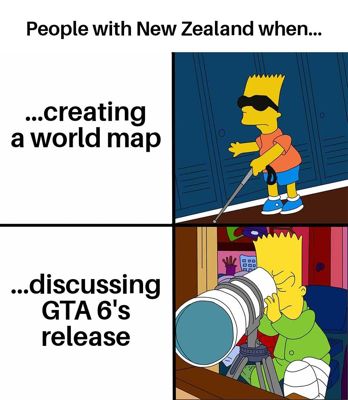 People with New Zealand when...
...creating
a world map
...discussing
GTA 6's
release